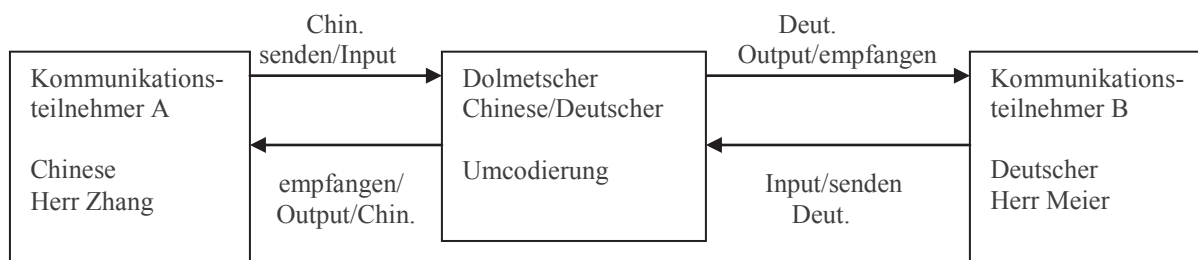 Chin.
senden/Input
Deut.
Output/empfangen
Kommunikations-
teilnehmer A
Chinese
Herr Zhang
Dolmetscher
Chinese/Deutscher
Umcodierung
Kommunikations-
teilnehmer B
Deutscher
Herr Meier
empfangen/
Output/Chin.
Input/senden
Deut.